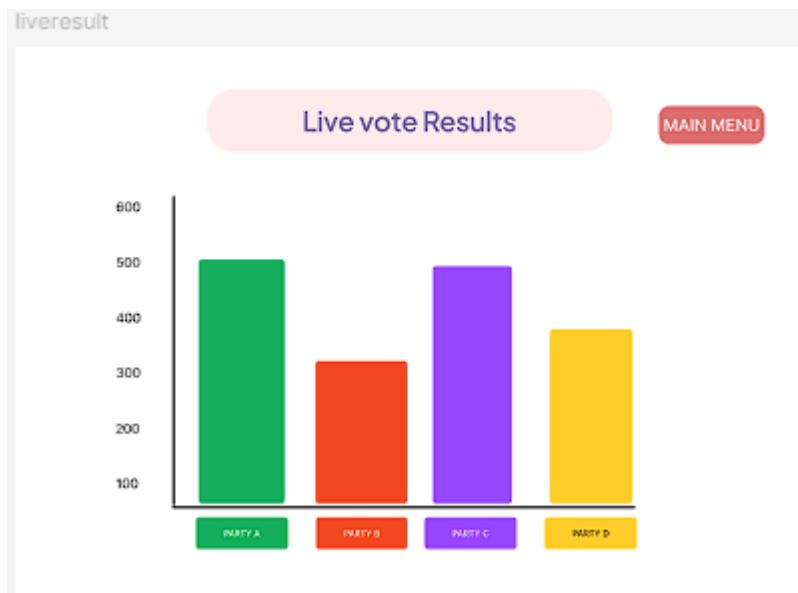 liveresult
Live vote Results
MAIN MENU
600
500
400
300
200
100
PARTY A
PARTY B
PARTY C
PARTY D